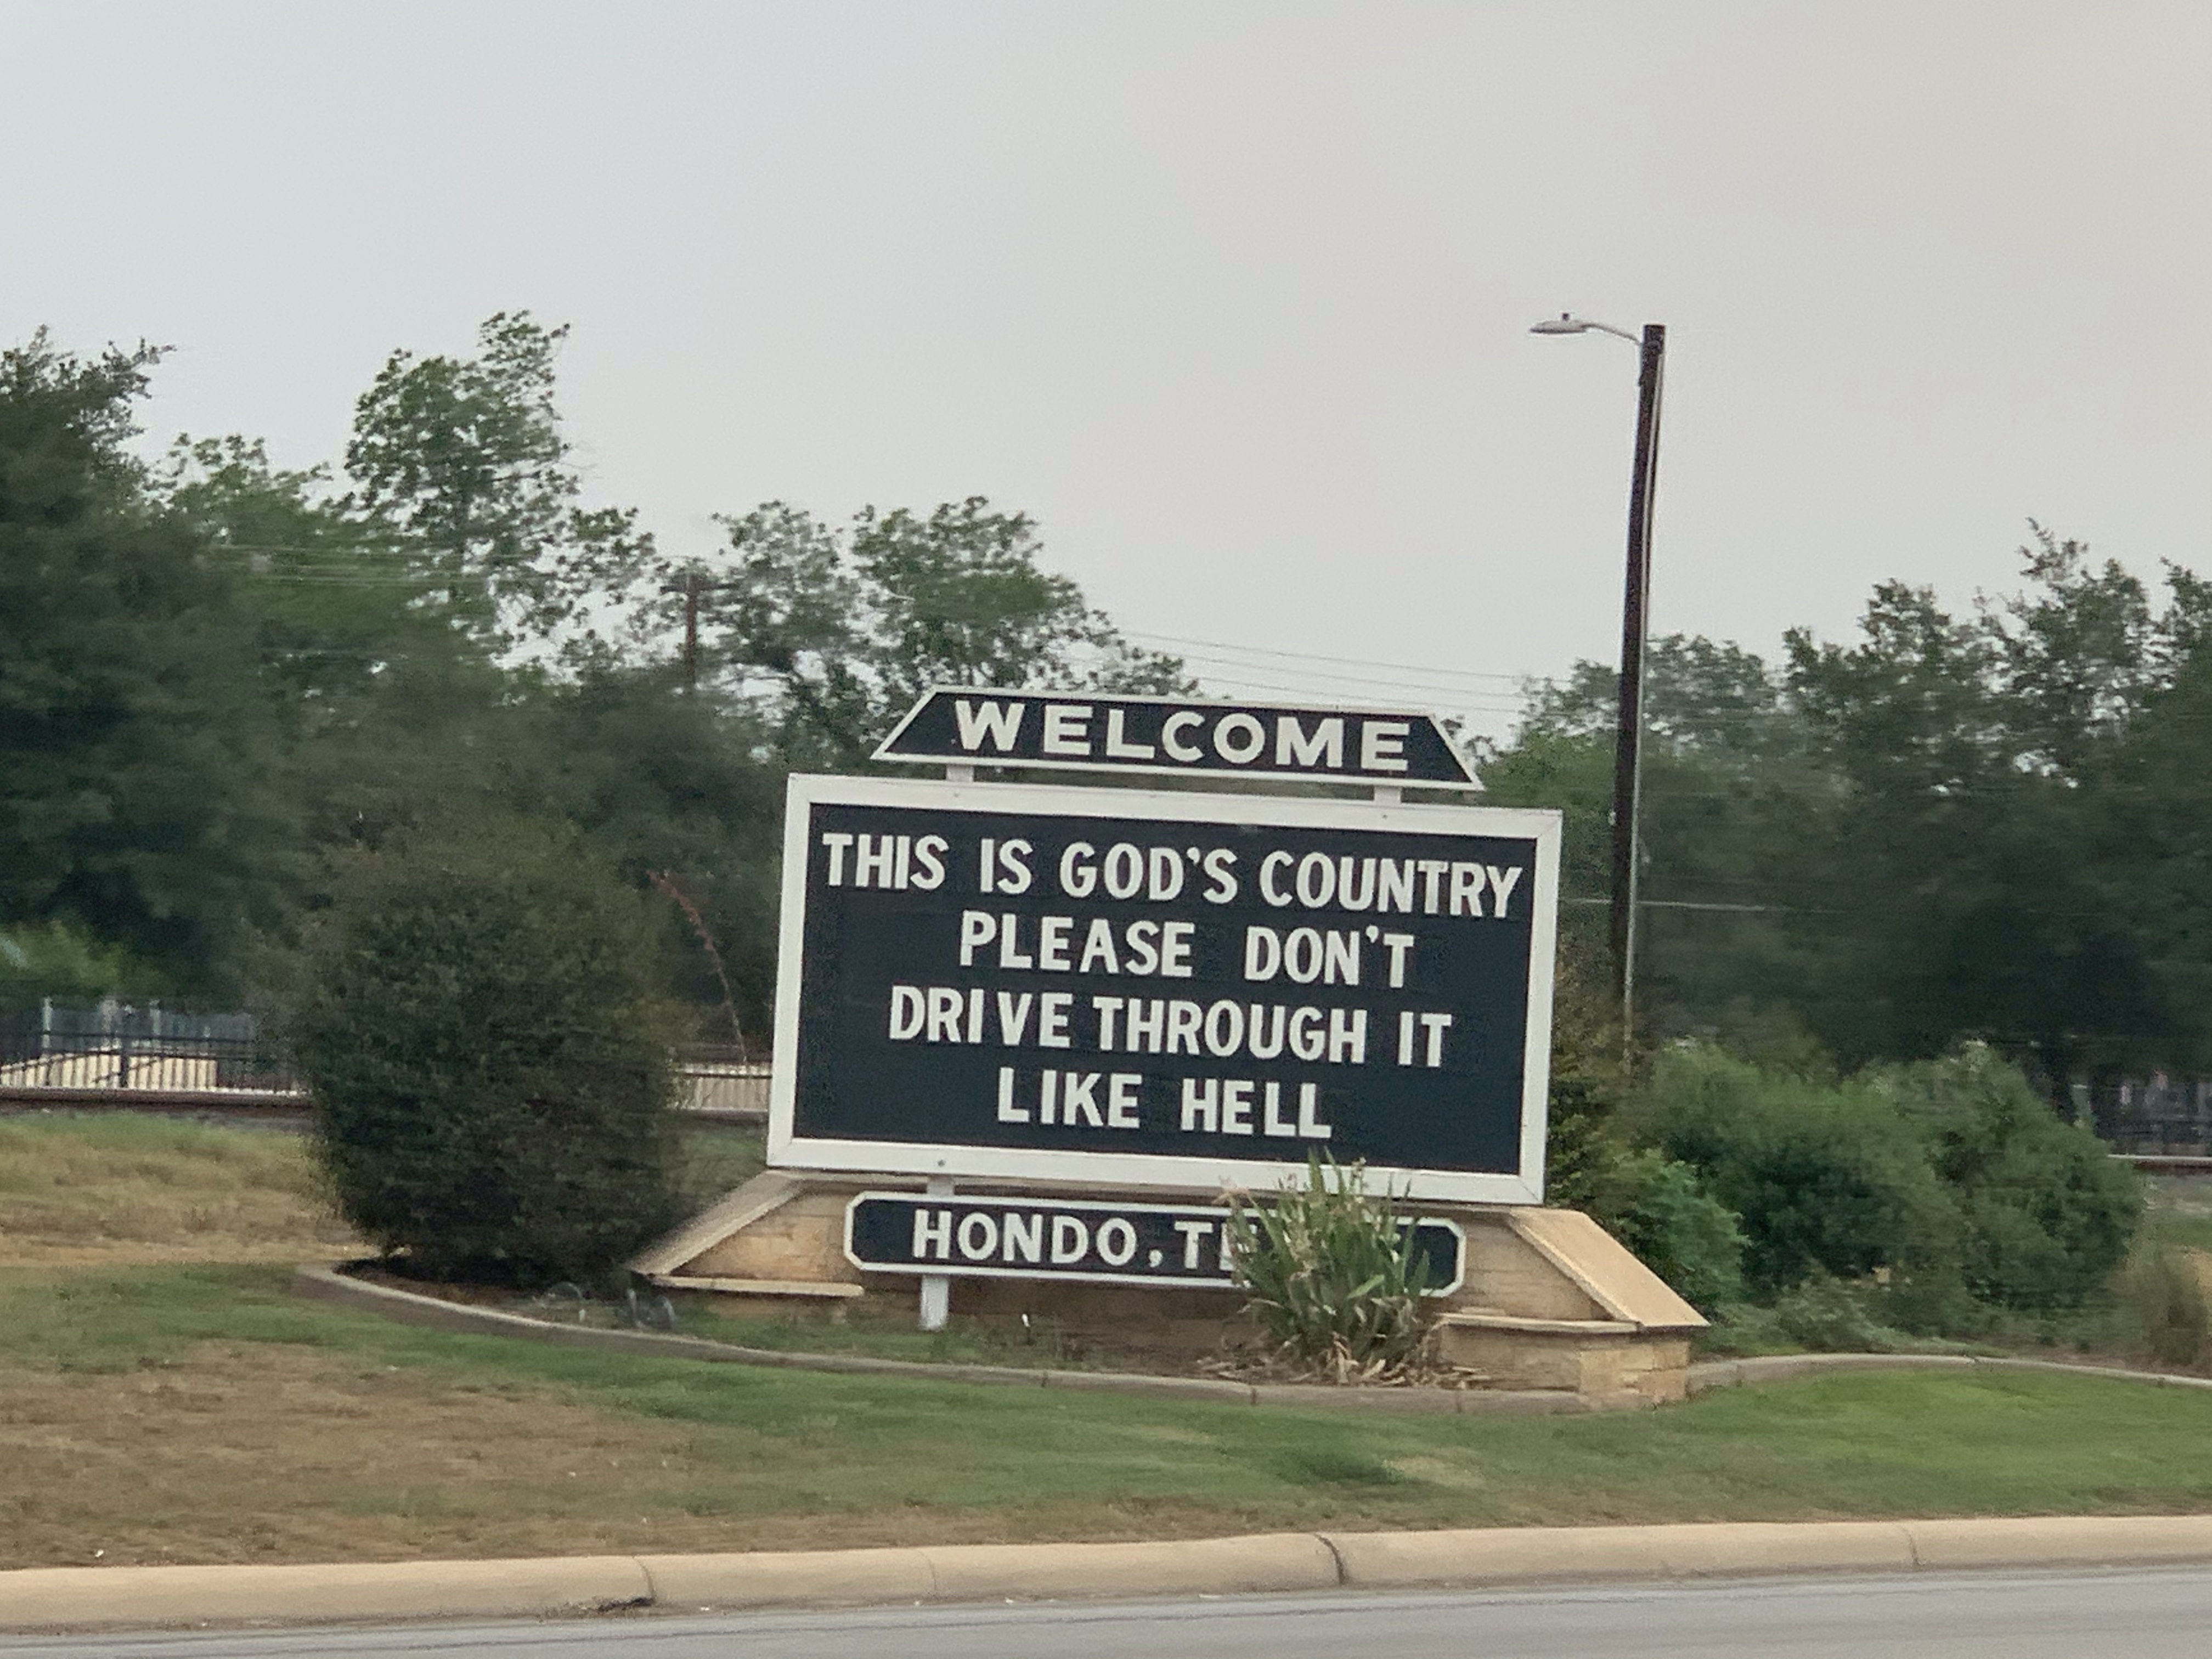 WELCOME
THIS IS GOD'S COUNTRY
PLEASE DON'T
DRIVE THROUGH IT
LIKE HELL
HONDO,